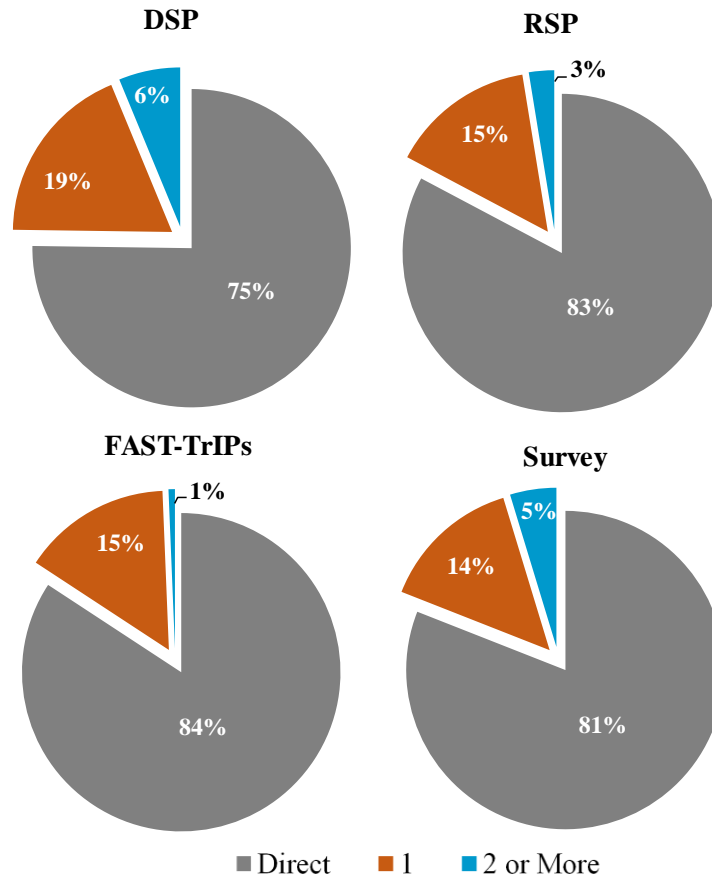 DSP
6%
19%
75%
RSP
3%
15%
83%
FAST-TrIPs
1%
15%
84%
Survey
5%
14%
81%
Direct 1 2 or More